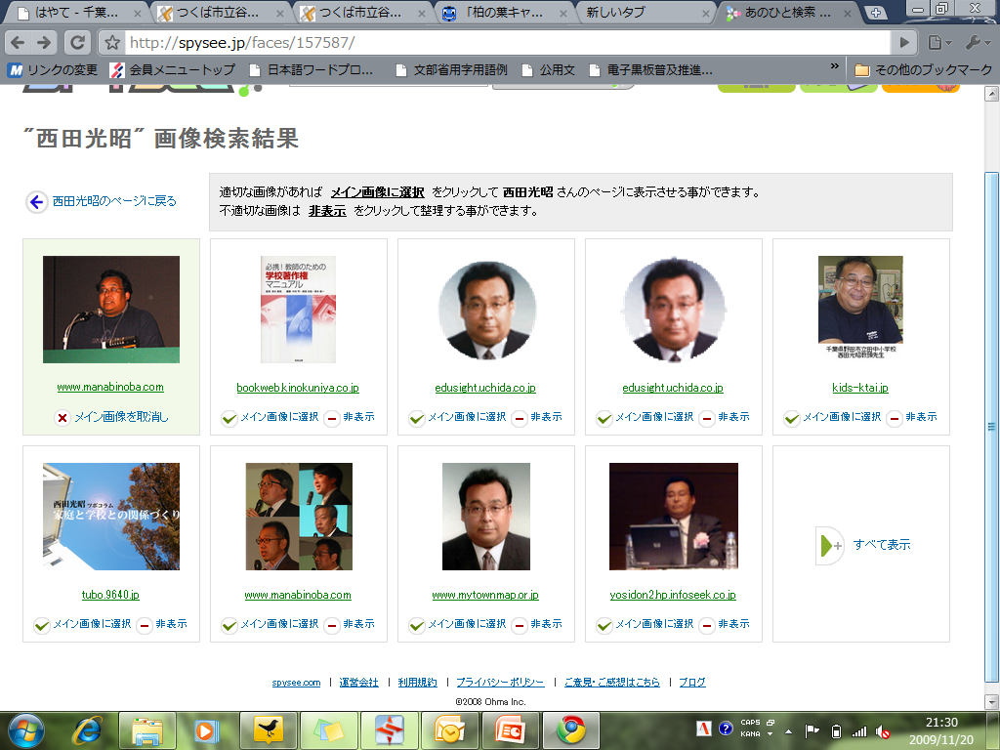 はやて - 千葉...
つくば市立谷...
つくば市立谷...
「柏の葉キャ...
新しいタブ
あのひと検索 ...
http://spysee.jp/faces/157587/
リンクの変更
会員メニュートップ
日本語ワードプロ...
文部省用字用語例
公用文
電子黒板普及推進...
その他のブックマーク
"西田光昭" 画像検索結果
西田光昭のページに戻る
適切な画像があれば メイン画像に選択 をクリックして 西田光昭 さんのページに表示させる事ができます。
不適切な画像は 非表示 をクリックして整理する事ができます。
必携!教師のための
学校著作権
マニュアル
千葉県野田市立田中小学校
西田光昭教頭先生
www.manabinoba.com
bookweb.kinokuniya.co.jp
edusight.uchida.co.jp
edusight.uchida.co.jp
kids-ktai.jp
メイン画像を取消し
メイン画像に選択 非表示
メイン画像に選択 非表示
メイン画像に選択 非表示
メイン画像に選択 非表示
西田光昭 ツボコラム
家庭と学校との関係づくり
すべて表示
tubo.9640.jp
www.manabinoba.com
www.mytownmap.or.jp
yosidon2.hp.infoseek.co.jp
メイン画像に選択 非表示
メイン画像に選択 非表示
メイン画像に選択 非表示
メイン画像に選択 非表示
spysee.com | 運営会社 | 利用規約 | プライバシーポリシー | ご意見・ご感想はこちら | ブログ
©2008 Ohma Inc.
A
CAPS
KANA
21:30
2009/11/20